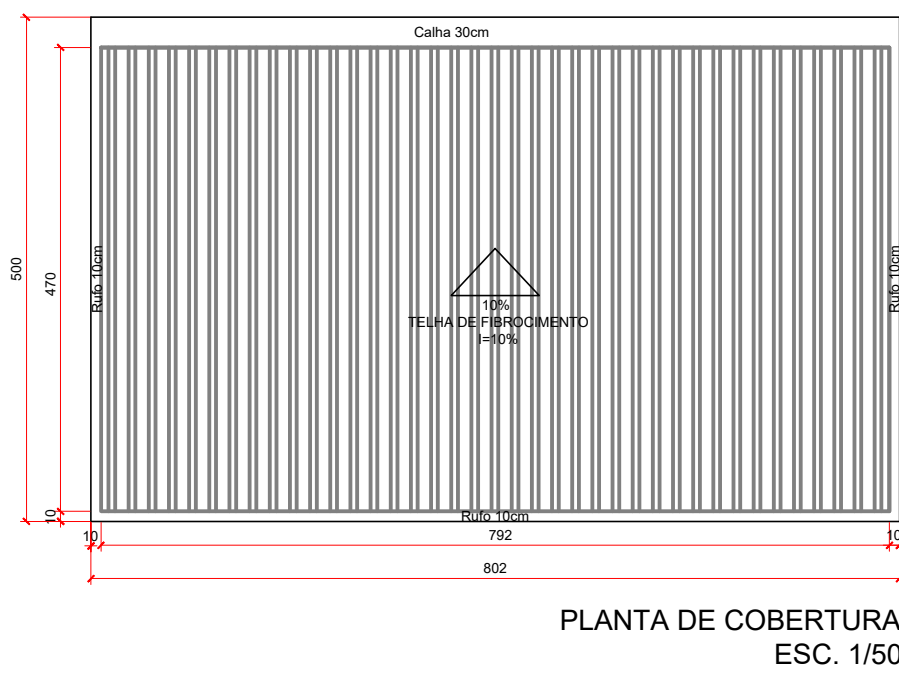 Calha 30cm
500
470
Rufo 10cm
Rufo 10cm
10%
TELHA DE FIBROCIMENTO
I=10%
10
Rufo 10cm
10
792
10
802
PLANTA DE COBERTURA
ESC. 1/50